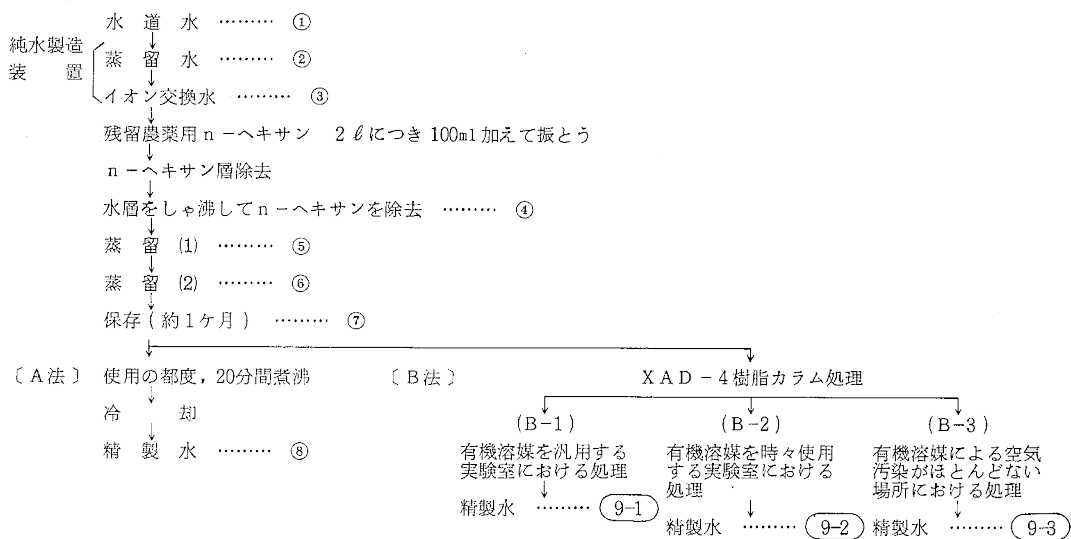 水道水 ……… ①
純水製造
装置
蒸留水 ……… ②
イオン交換水 ……… ③
残留農薬用n−ヘキサン 2ℓにつき100ml加えて振とう
n−ヘキサン層除去
水層をしゃ沸してn−ヘキサンを除去 ……… ④
蒸留(1) ……… ⑤
蒸留(2) ……… ⑥
保存(約1ケ月) ……… ⑦
〔A法〕 使用の都度,20分間煮沸
冷却
精製水 ……… ⑧
〔B法〕 XAD−4樹脂カラム処理
(B−1)
有機溶媒を汎用する
実験室における処理
精製水 ……… 9-1
(B−2)
有機溶媒を時々使用
する実験室における
処理
精製水 ……… 9-2
(B−3)
有機溶媒による空気
汚染がほとんどない
場所における処理
精製水 ……… 9-3